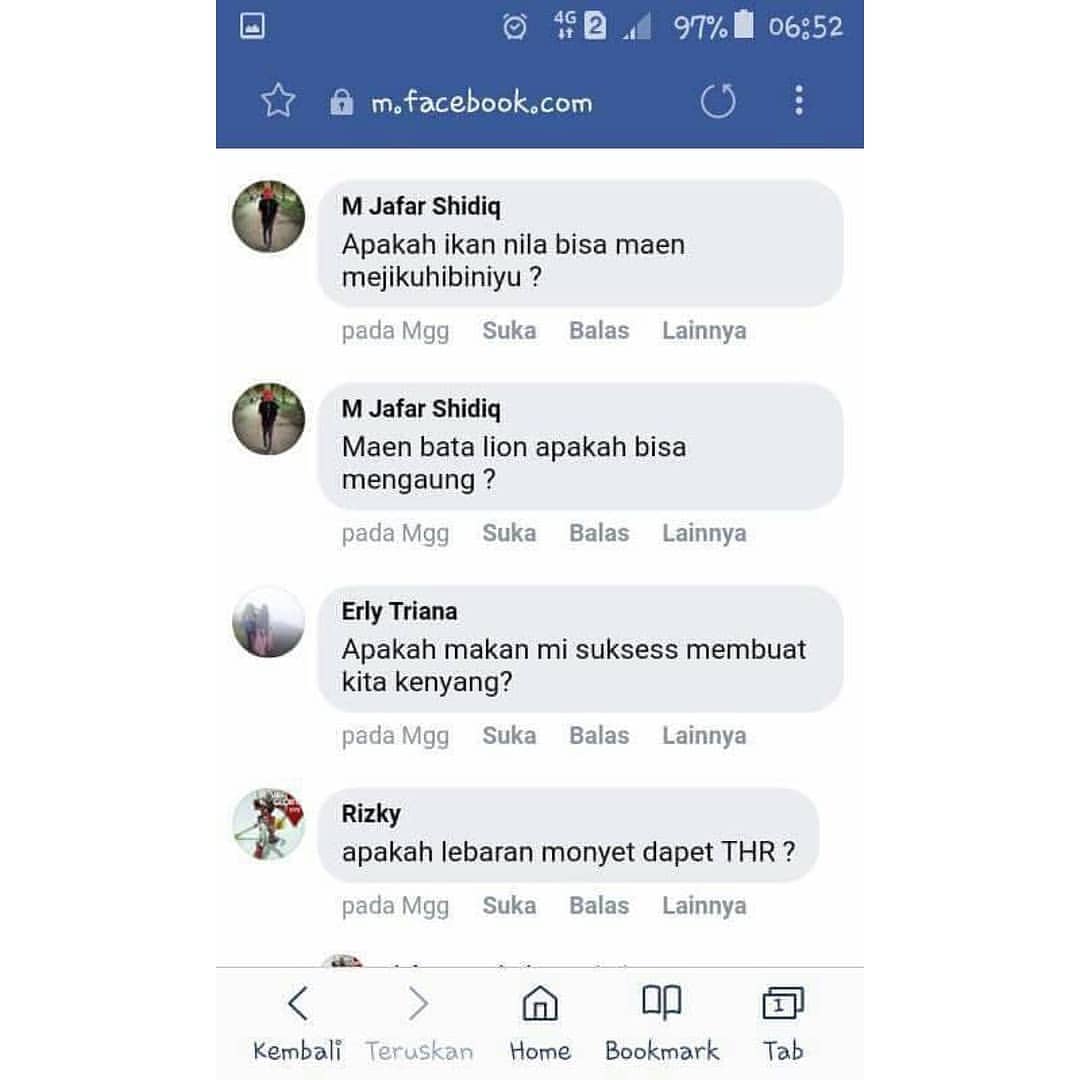 4G 2 97% 06:52
m.facebook.com
M Jafar Shidiq
Apakah ikan nila bisa maen
mejikuhibiniyu ?
pada Mgg Suka Balas Lainnya
M Jafar Shidiq
Maen bata lion apakah bisa
mengaung ?
pada Mgg Suka Balas Lainnya
Erly Triana
Apakah makan mi suksess membuat
kita kenyang?
pada Mgg Suka Balas Lainnya
Rizky
apakah lebaran monyet dapet THR ?
pada Mgg Suka Balas Lainnya
1
Kembali Teruskan Home Bookmark Tab